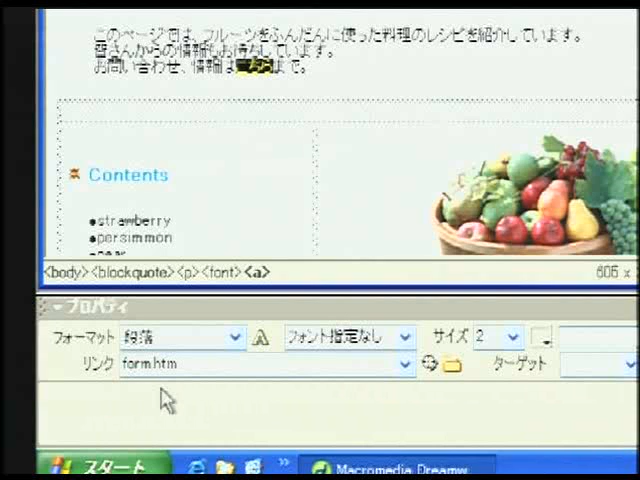 このページでは、フルーツをふんだんに使った料理のレシピを紹介しています。
皆さんからの情報もお待ちしています。
お問い合わせ、情報はこちらまで。
Contents
●strawberry
●persimmon
<body> <blockquote> <p> <font> <a>
605 x
プロパティ
フォーマット 段落 フォント指定なし サイズ 2
リンク form.htm ターゲット
スタート Macromedia Dreamw